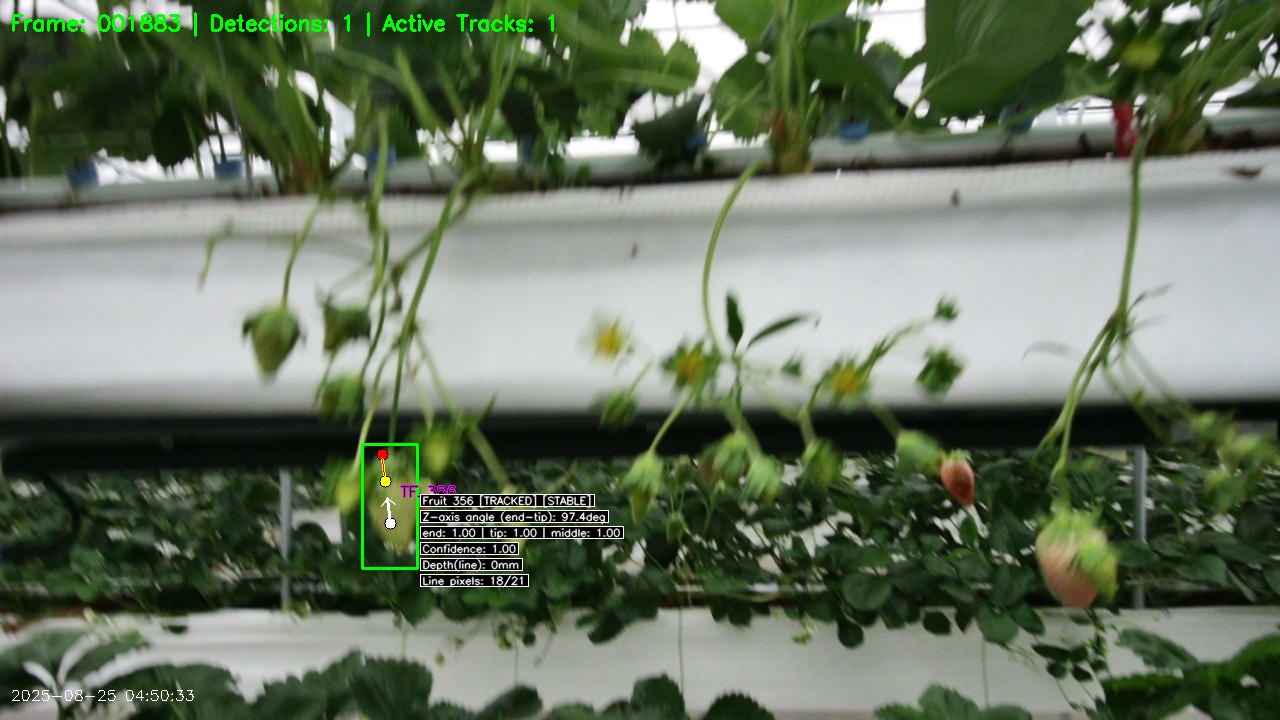 Frame: 001883 | Detections: 1 | Active Tracks: 1
Fruit 356 [TRACKED] [STABLE]
Z-axis angle (end-tip): 97.4deg
end: 1.00 | tip: 1.00 | middle: 1.00
Confidence: 1.00
Depth(line): 0mm
Line pixels: 18/21
2025-08-25 04:50:33